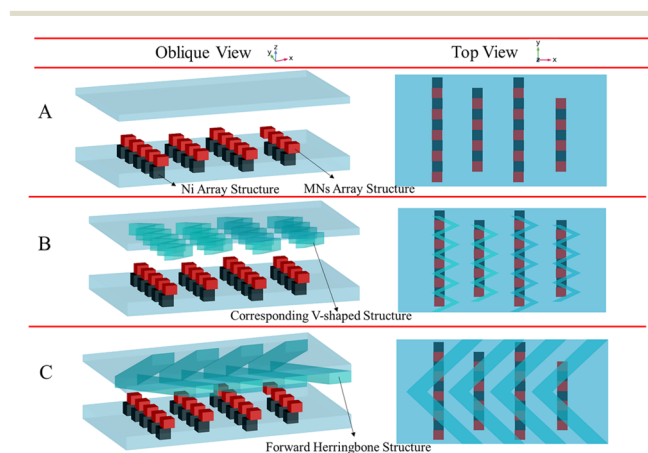 Oblique View
z
y
x
Top View
y
z
x
A
Ni Array Structure
MNs Array Structure
B
Corresponding V-shaped Structure
C
Forward Herringbone Structure